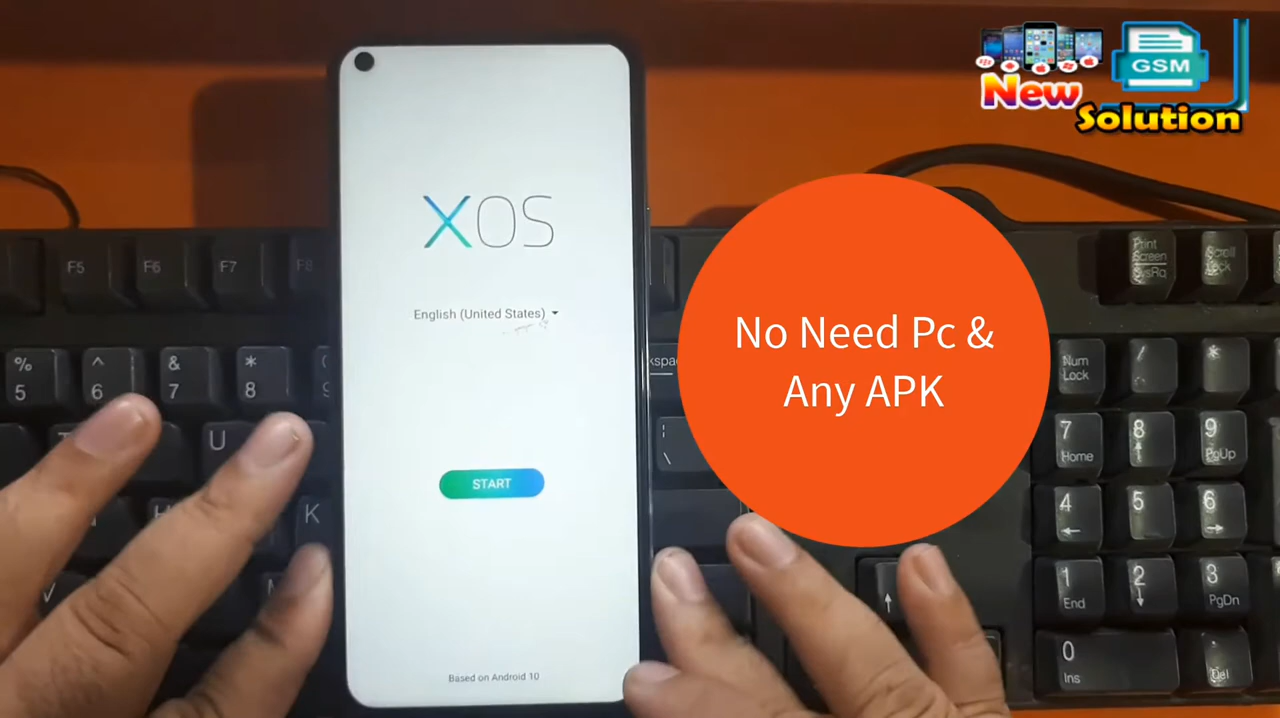 GSM
New
Solution
XOS
English (United States)
START
Based on Android 10
No Need Pc &
Any APK
F5
F6
F7
F8
Print
Screen
SysRq
Scroll
Lock
%
5
^
6
&
7
*
8
Num
Lock
/
*
U
K
7
Home
8
9
PgUp
4
5
6
1
End
2
3
PgDn
0
Ins
Del